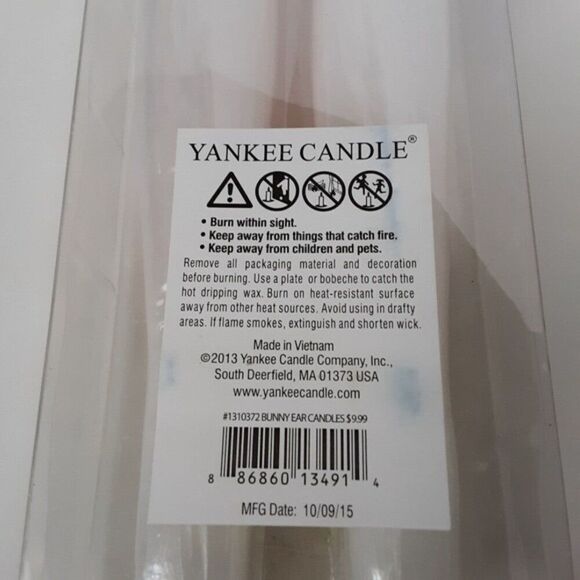 YANKEE CANDLE®
• Burn within sight.
• Keep away from things that catch fire.
• Keep away from children and pets.
Remove all packaging material and decoration
before burning. Use a plate or bobeche to catch the
hot dripping wax. Burn on heat-resistant surface
away from other heat sources. Avoid using in drafty
areas. If flame smokes, extinguish and shorten wick.
Made in Vietnam
©2013 Yankee Candle Company, Inc.,
South Deerfield, MA 01373 USA
www.yankeecandle.com
#1310372 BUNNY EAR CANDLES $9.99
8 86860 13491 4
MFG Date: 10/09/15